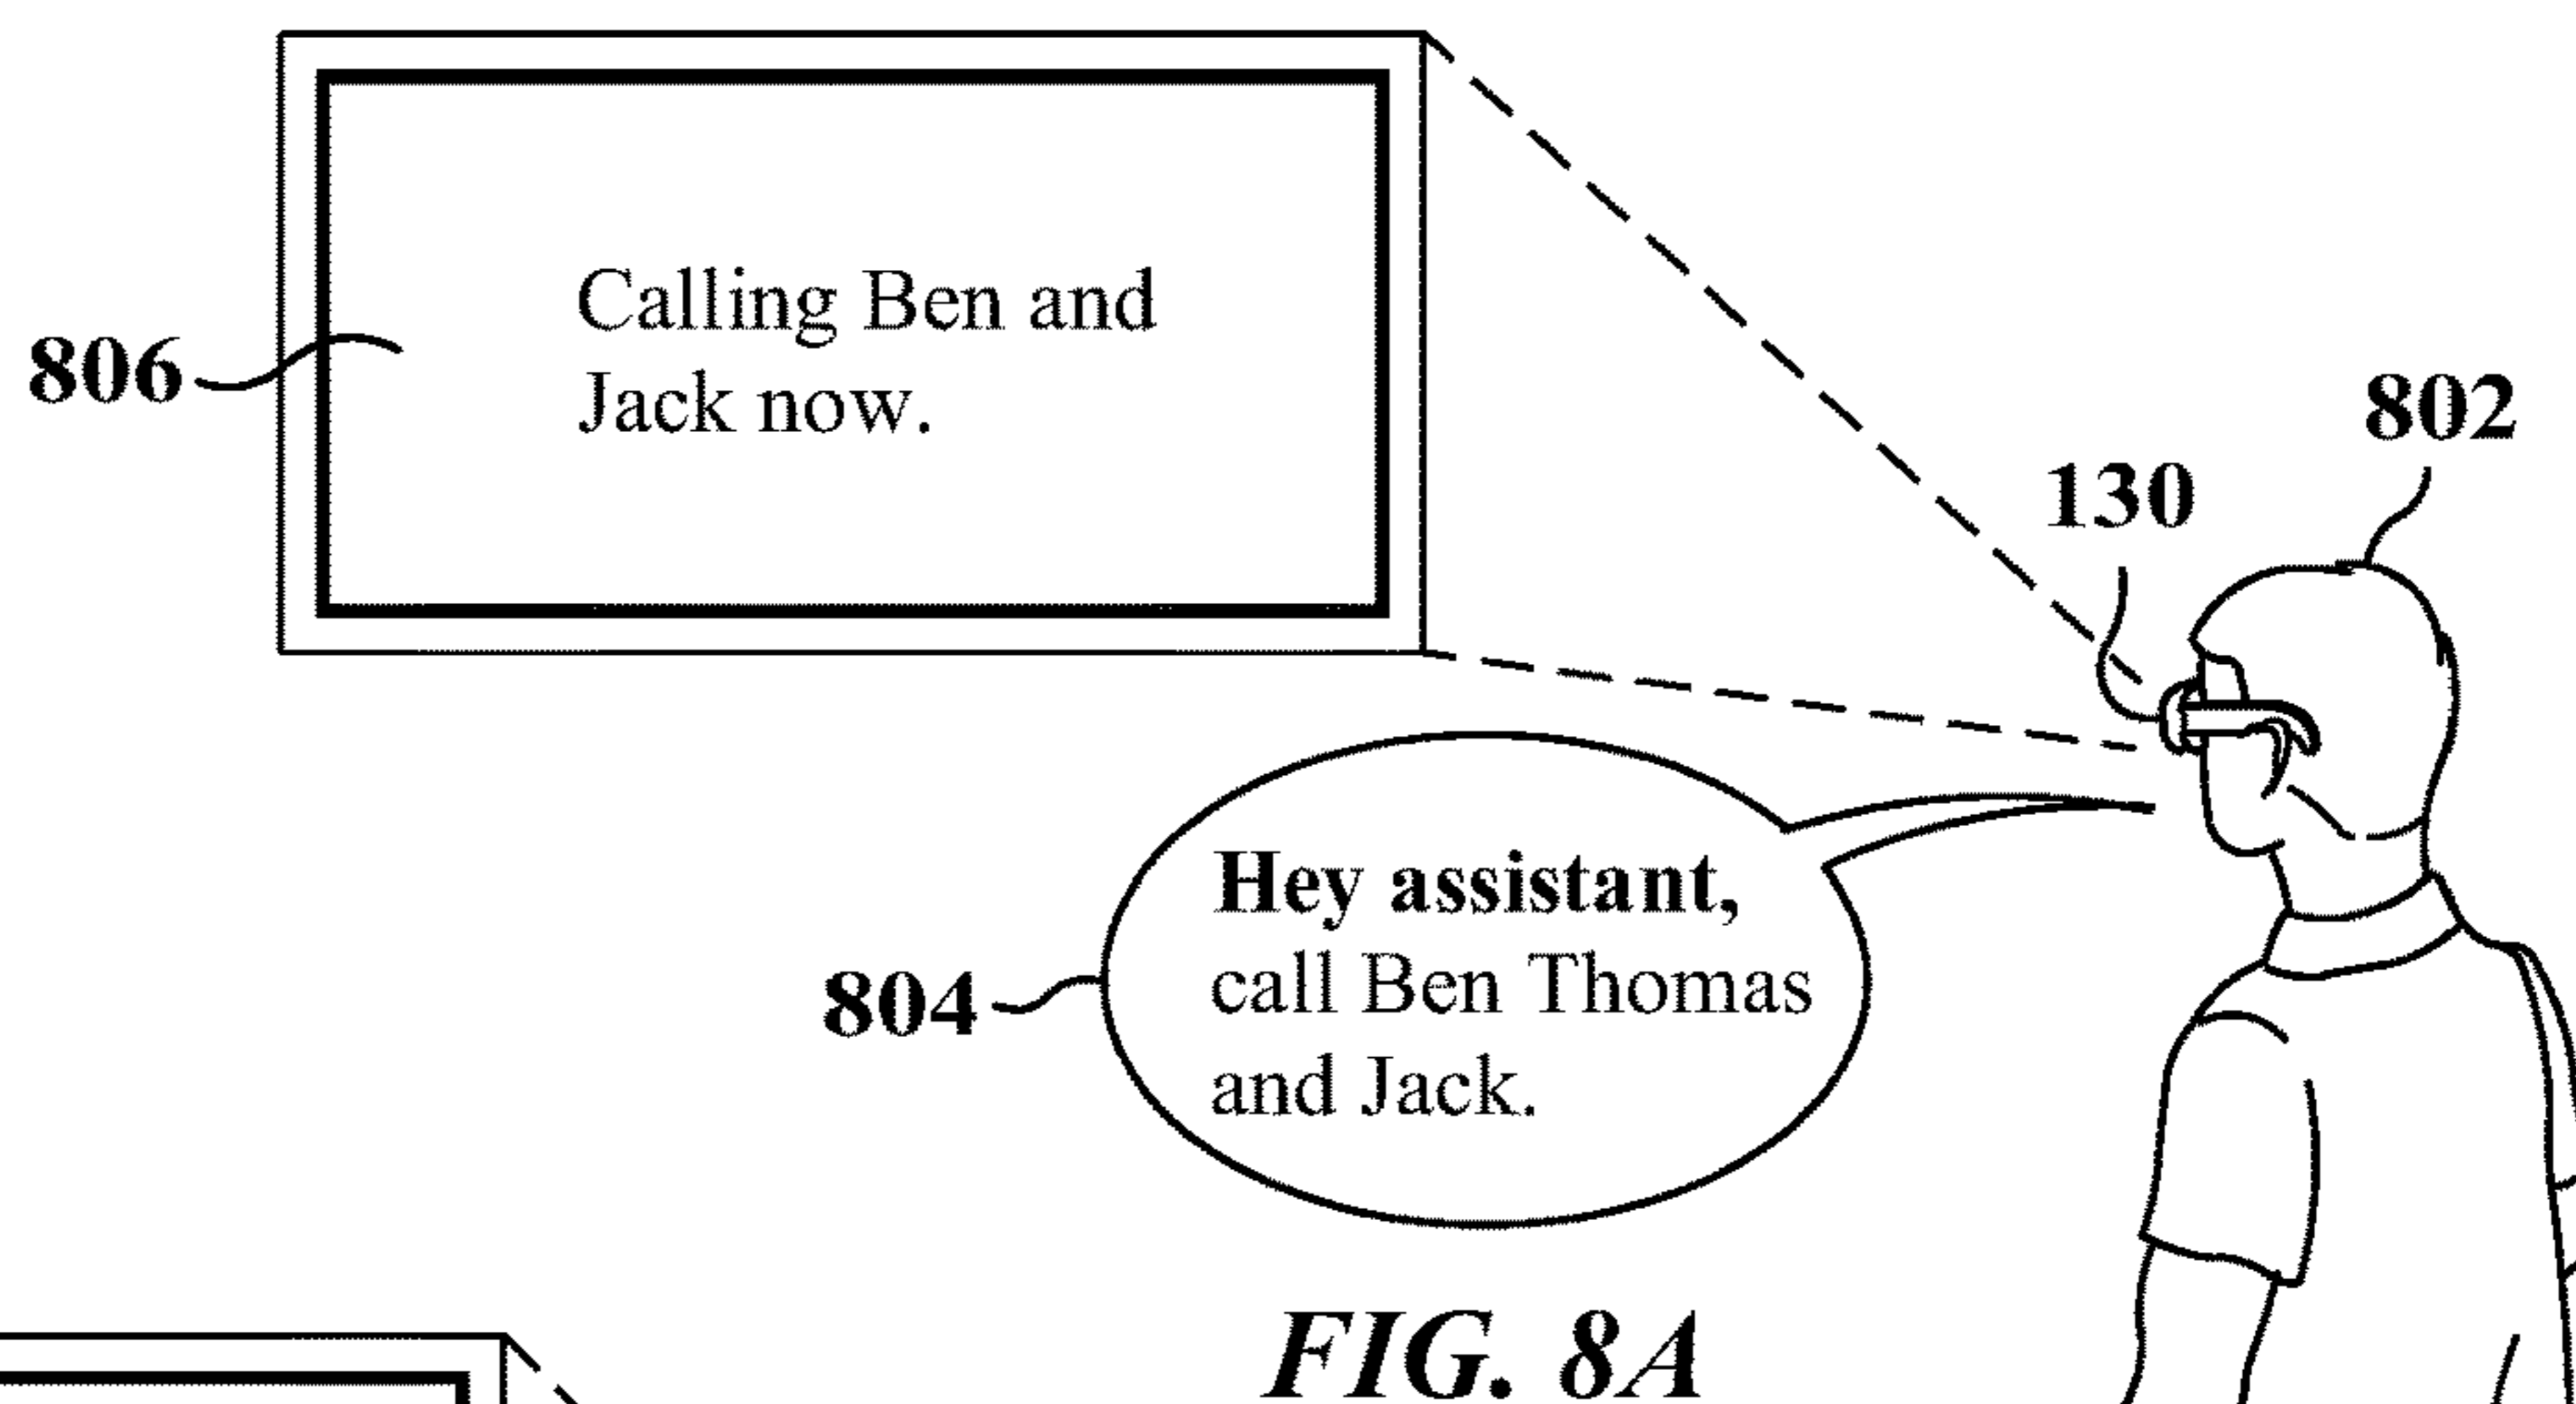 Calling Ben and
Jack now.
806
802
130
Hey assistant,
call Ben Thomas
and Jack.
804
FIG. 8A